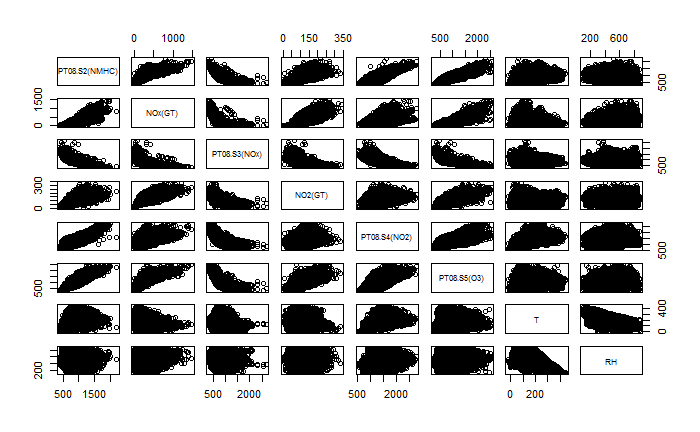 0 1000
0 150 350
500 2000
200 600
PT08.S2(NMHC)
500
0 1500
NOx(GT)
PT08.S3(NOx)
500
0 300
NO2(GT)
PT08.S4(NO2)
500
500
PT08.S5(O3)
T
0 400
200
RH
500 1500
500 2000
500 2000
0 200